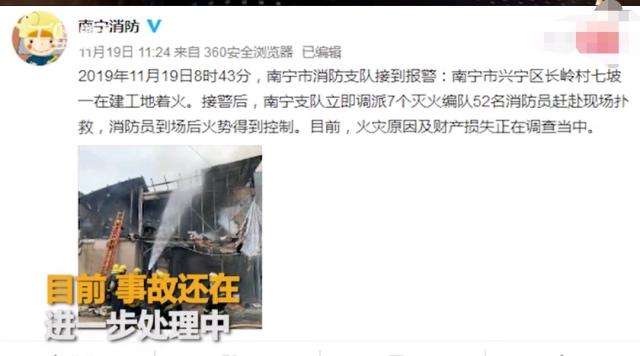 南宁消防
11月19日 11:24 来自 360安全浏览器 已编辑
2019年11月19日8时43分，南宁市消防支队接到报警：南宁市兴宁区长岭村七坡
一在建工地着火。接警后，南宁支队立即调派7个灭火编队52名消防员赶赴现场扑
救，消防员到场后火势得到控制。目前，火灾原因及财产损失正在调查当中。
目前 事故还在
进一步处理中